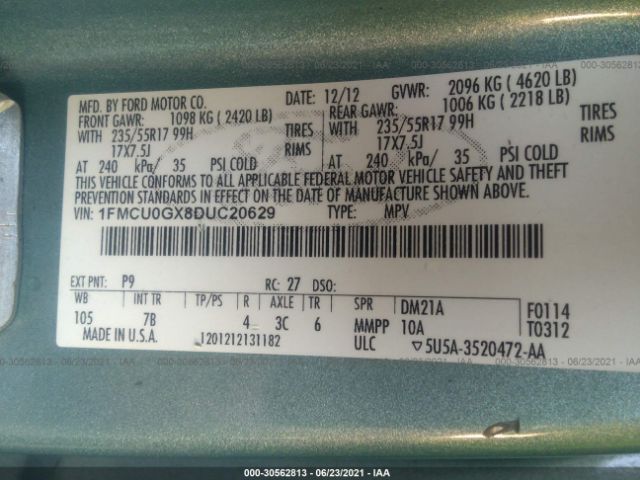 000-30562813 - 06/23/2021 - IAA
MFD. BY FORD MOTOR CO. DATE: 12/12 GVWR: 2096 KG ( 4620 LB)
FRONT GAWR: 1098 KG ( 2420 LB) REAR GAWR: 1006 KG ( 2218 LB)
WITH 235/55R17 99H TIRES WITH 235/55R17 99H TIRES
17X7.5J RIMS 17X7.5J RIMS
AT 240 kPa/ 35 PSI COLD AT 240 kPa/ 35 PSI COLD
THIS VEHICLE CONFORMS TO ALL APPLICABLE FEDERAL MOTOR VEHICLE SAFETY AND THEFT
PREVENTION STANDARDS IN EFFECT ON THE DATE OF MANUFACTURE SHOWN ABOVE.
VIN: 1FMCU0GX8DUC20629 TYPE: MPV
EXT PNT: P9 RC: 27 DSO:
WB INT TR TP/PS R AXLE TR SPR DM21A F0114
105 7B 4 3C 6 MMPP 10A T0312
MADE IN U.S.A. 1201212131182 ULC ▽5U5A-3520472-AA
000-30562813 - 06/23/2021 - IAA